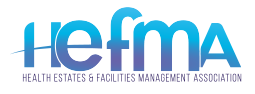 HefmA
HEALTH ESTATES & FACILITIES MANAGEMENT ASSOCIATION